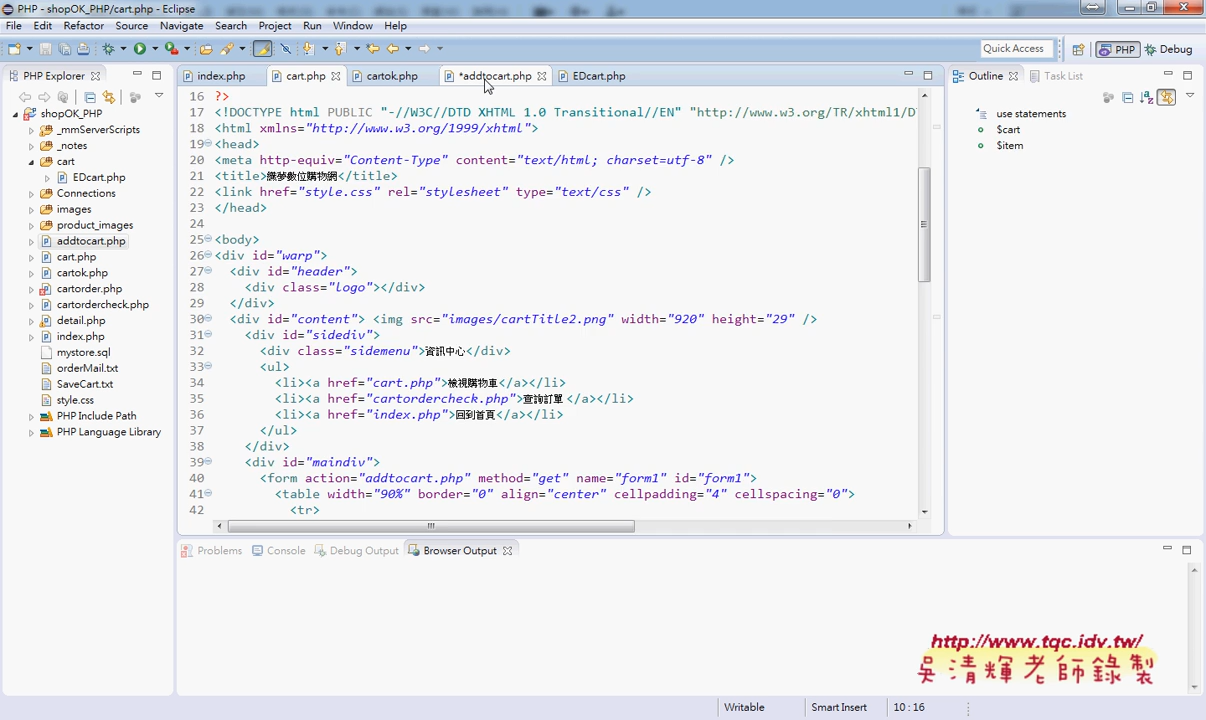 PHP - shopOK_PHP/cart.php - Eclipse
File Edit Refactor Source Navigate Search Project Run Window Help
Quick Access PHP Debug
PHP Explorer
index.php cart.php cartok.php *addtocart.php EDcart.php
Outline Task List
shopOK_PHP
_mmServerScripts
_notes
cart
EDcart.php
Connections
images
product_images
addtocart.php
cart.php
cartok.php
cartorder.php
cartordercheck.php
detail.php
index.php
mystore.sql
orderMail.txt
SaveCart.txt
style.css
PHP Include Path
PHP Language Library
16 ?>
17 <!DOCTYPE html PUBLIC "-//W3C//DTD XHTML 1.0 Transitional//EN" "http://www.w3.org/TR/xhtml1/D
18 <html xmlns="http://www.w3.org/1999/xhtml">
19 <head>
20 <meta http-equiv="Content-Type" content="text/html; charset=utf-8" />
21 <title>織夢數位購物網</title>
22 <link href="style.css" rel="stylesheet" type="text/css" />
23 </head>
24
25 <body>
26 <div id="warp">
27 <div id="header">
28 <div class="logo"></div>
29 </div>
30 <div id="content"> <img src="images/cartTitle2.png" width="920" height="29" />
31 <div id="sidediv">
32 <div class="sidemenu">資訊中心</div>
33 <ul>
34 <li><a href="cart.php">檢視購物車</a></li>
35 <li><a href="cartordercheck.php">查詢訂單 </a></li>
36 <li><a href="index.php">回到首頁</a></li>
37 </ul>
38 </div>
39 <div id="maindiv">
40 <form action="addtocart.php" method="get" name="form1" id="form1">
41 <table width="90%" border="0" align="center" cellpadding="4" cellspacing="0">
42 <tr>
use statements
$cart
$item
Problems Console Debug Output Browser Output
http://www.tqc.idv.tw/
吳清輝老師錄製
Writable Smart Insert 10 : 16